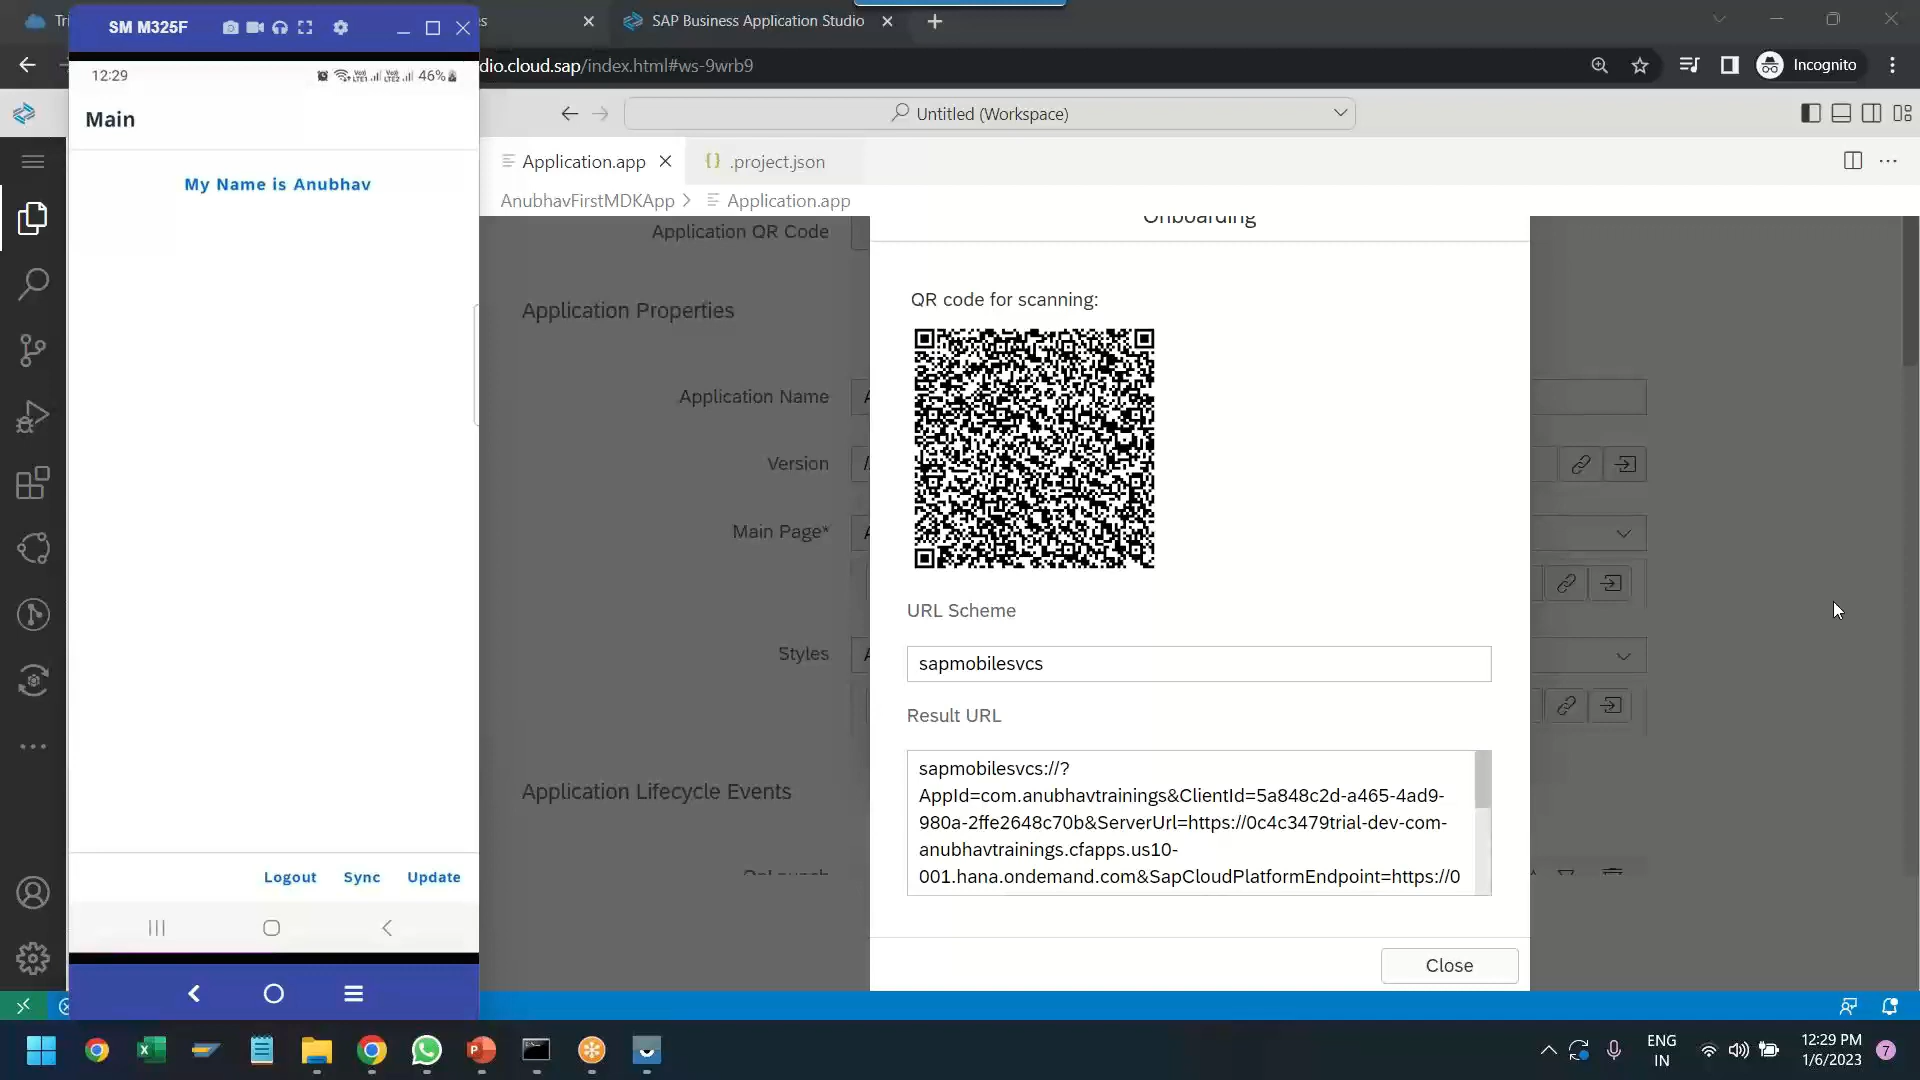 SM M325F
es
SAP Business Application Studio
dio.cloud.sap/index.html#ws-9wrb9
Incognito
12:29
46%
Main
My Name is Anubhav
Logout
Sync
Update
Untitled (Workspace)
Application.app
{} .project.json
AnubhavFirstMDKApp > Application.app
Application QR Code
Application Properties
Application Name
Version
Main Page*
Styles
Application Lifecycle Events
OnLaunch
Onboarding
QR code for scanning:
URL Scheme
sapmobilesvcs
Result URL
sapmobilesvcs://?
AppId=com.anubhavtrainings&ClientId=5a848c2d-a465-4ad9-
980a-2ffe2648c70b&ServerUrl=https://0c4c3479trial-dev-com-
anubhavtrainings.cfapps.us10-
001.hana.ondemand.com&SapCloudPlatformEndpoint=https://0
Close
ENG
IN
12:29 PM
1/6/2023
7